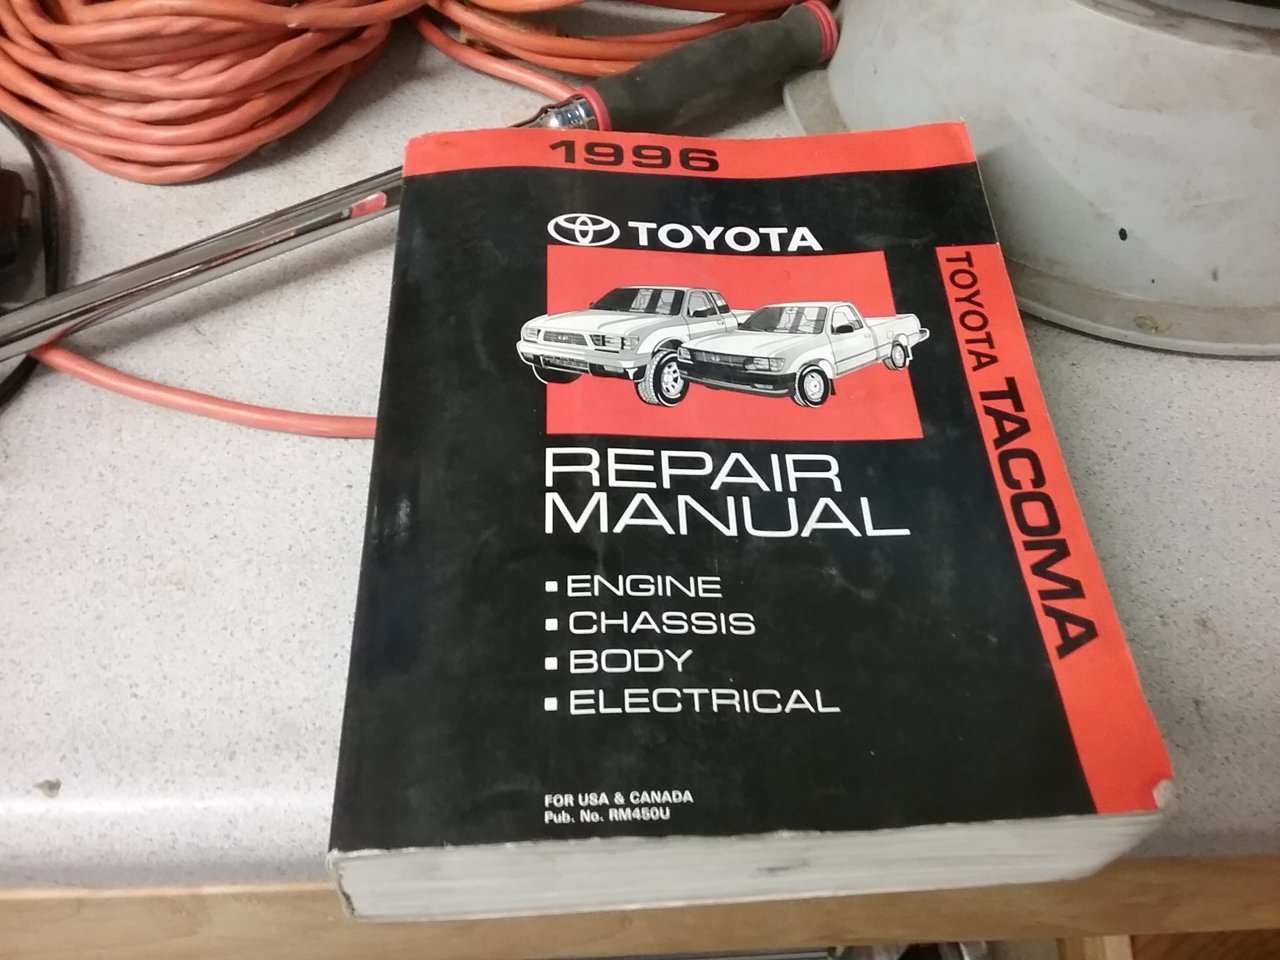 1996
TOYOTA
TOYOTA TACOMA
REPAIR
MANUAL
▪ ENGINE
▪ CHASSIS
▪ BODY
▪ ELECTRICAL
FOR USA & CANADA
Pub. No. RM450U